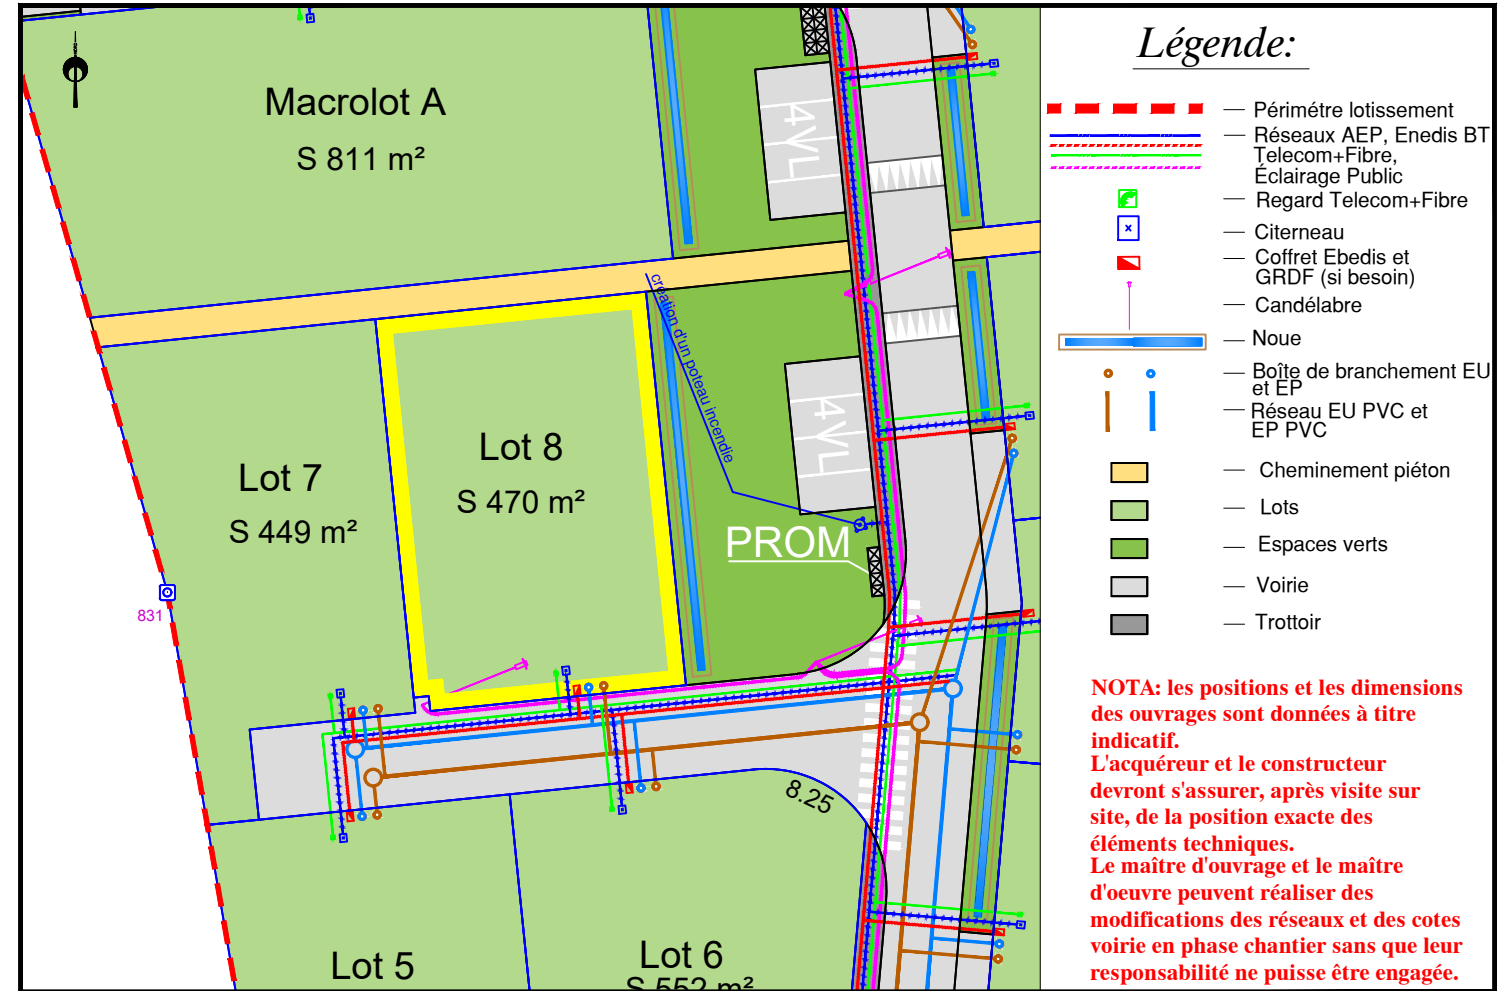 Macrolot A
S 811 m²
4VL
création d'un poteau incendie
Lot 8
S 470 m²
Lot 7
S 449 m²
4VL
PROM
831
8.25
Lot 5
Lot 6
S 552 m²
Légende:
Périmétre lotissement
Réseaux AEP, Enedis BT
Telecom+Fibre,
Éclairage Public
Regard Telecom+Fibre
Citerneau
Coffret Ebedis et
GRDF (si besoin)
Candélabre
Noue
Boîte de branchement EU
et EP
Réseau EU PVC et
EP PVC
Cheminement piéton
Lots
Espaces verts
Voirie
Trottoir
NOTA: les positions et les dimensions
des ouvrages sont données à titre
indicatif.
L'acquéreur et le constructeur
devront s'assurer, après visite sur
site, de la position exacte des
éléments techniques.
Le maître d'ouvrage et le maître
d'oeuvre peuvent réaliser des
modifications des réseaux et des cotes
voirie en phase chantier sans que leur
responsabilité ne puisse être engagée.